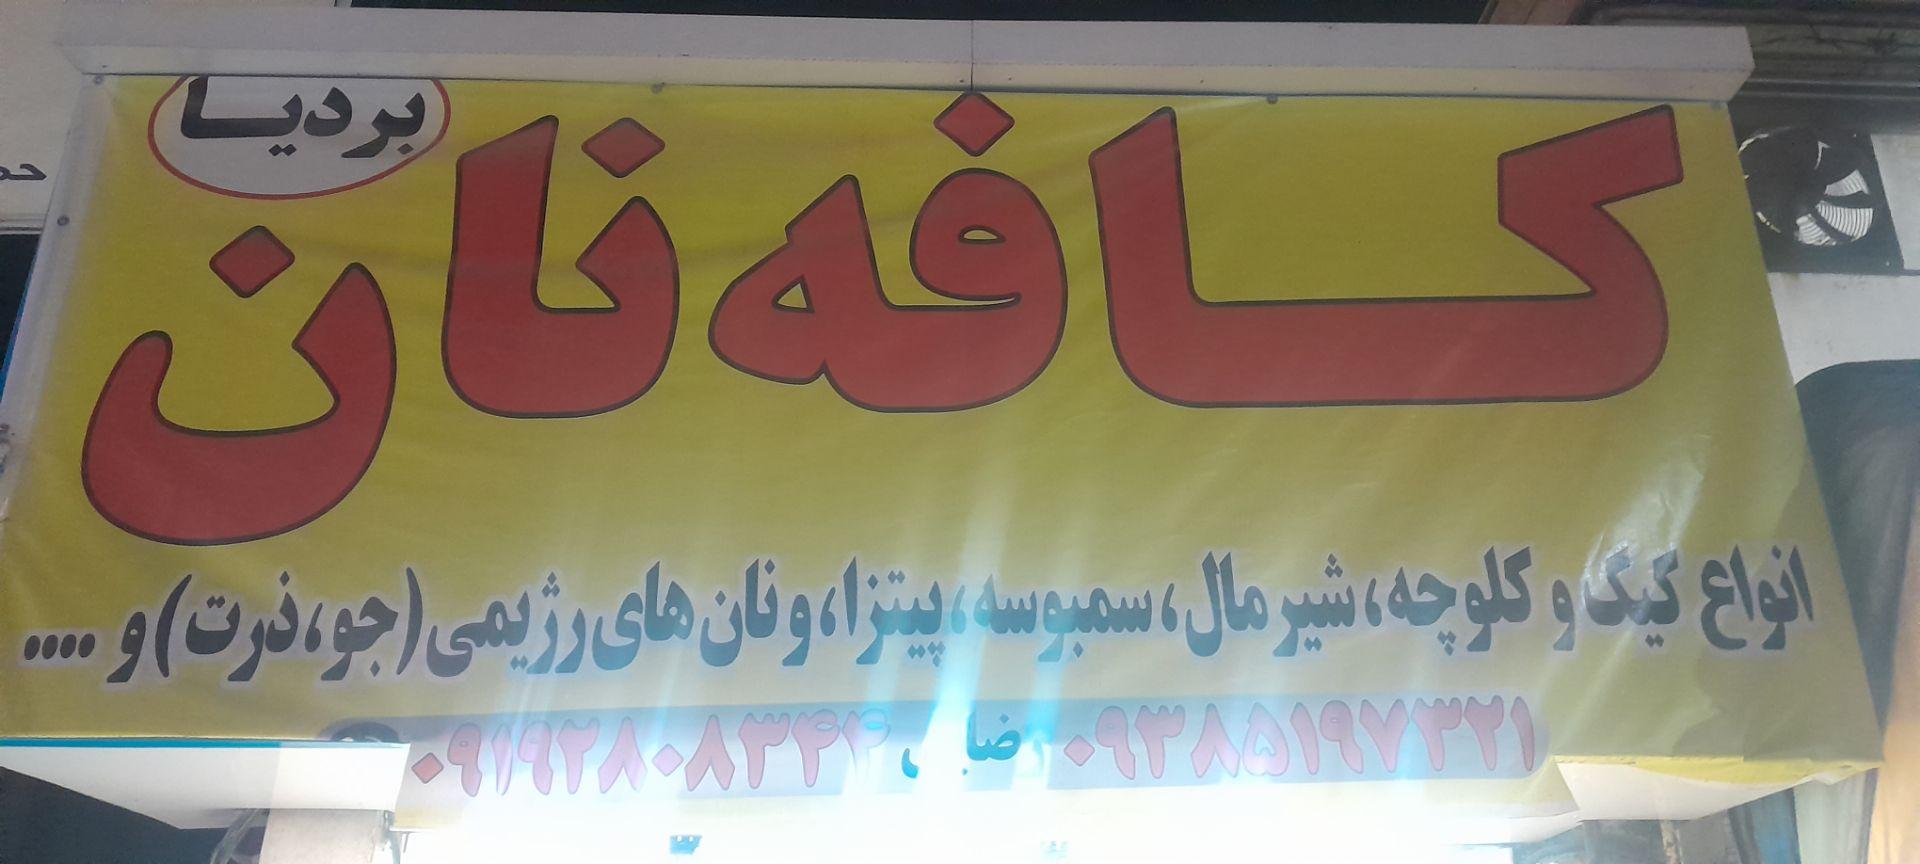 بردیا
کافه نان
انواع کیک و کلوچه، شیرمال، سمبوسه، پیتزا، و نان های رژیمی (جو، ذرت) و ....
۰۹۳۸۵۱۹۷۳۲۱ ۰۹۱۹۲۸۰۸۳۴۴